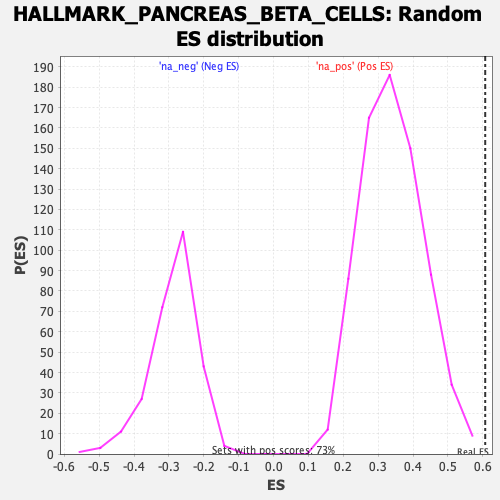 HALLMARK_PANCREAS_BETA_CELLS: Random
ES distribution
'na_neg' (Neg ES)
'na_pos' (Pos ES)
190
180
170
160
150
140
130
120
110
100
90
80
70
60
50
40
30
20
10
0
P(ES)
Sets with pos scores: 73%
Real ES
-0.6 -0.5 -0.4 -0.3 -0.2 -0.1 0.0 0.1 0.2 0.3 0.4 0.5 0.6
ES